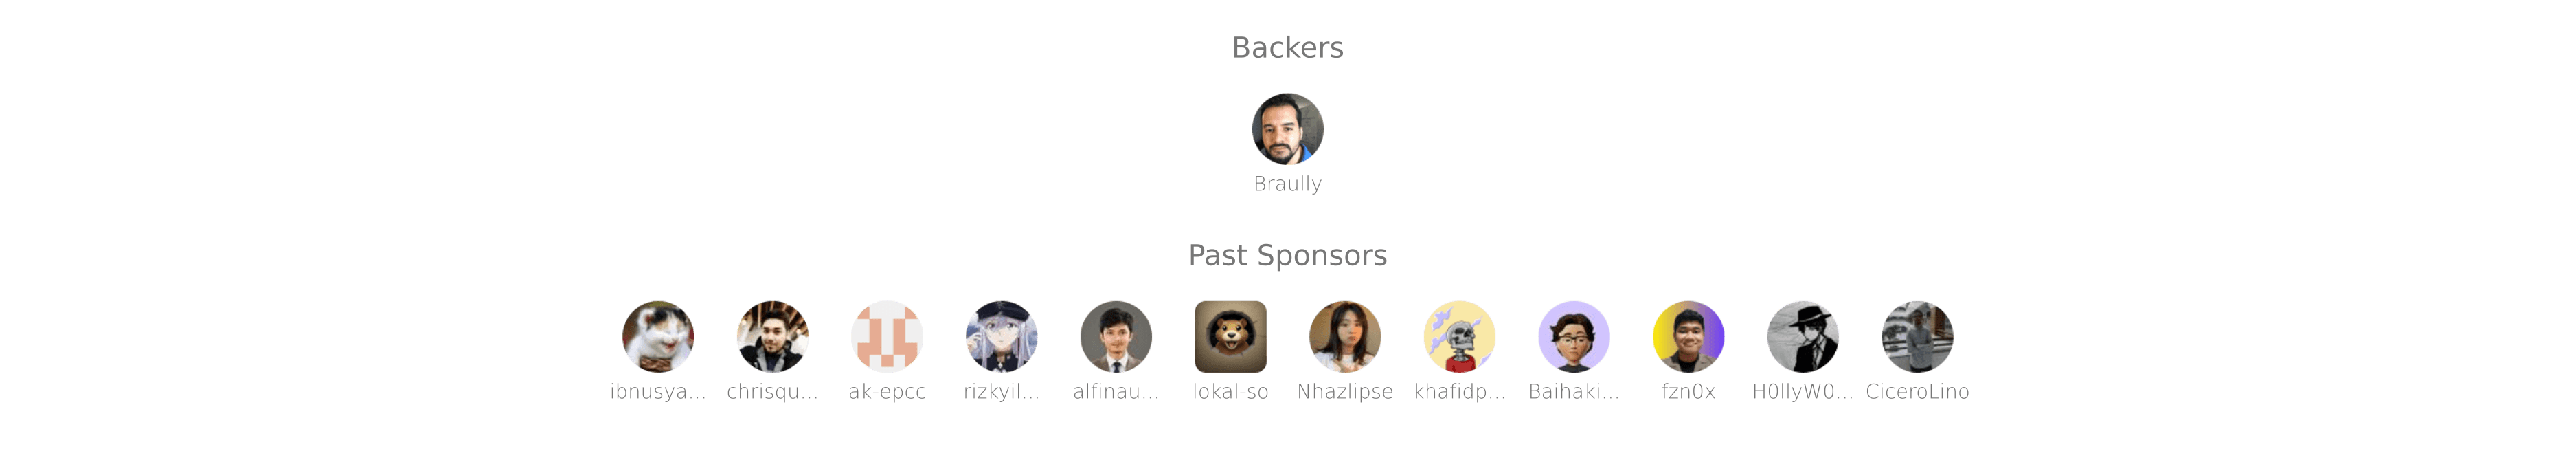 Backers
Braully
Past Sponsors
ibnusya... chrisqu... ak-epcc rizkyil... alfinau... lokal-so Nhazlipse khafidp... Baihaki... fzn0x H0llyW0... CiceroLino